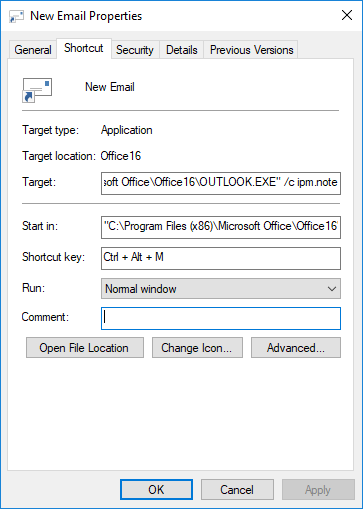 New Email Properties
General Shortcut Security Details Previous Versions
New Email
Target type: Application
Target location: Office16
Target: soft Office\Office16\OUTLOOK.EXE" /c ipm.note
Start in: "C:\Program Files (x86)\Microsoft Office\Office16
Shortcut key: Ctrl + Alt + M
Run: Normal window
Comment:
Open File Location Change Icon... Advanced...
OK Cancel Apply